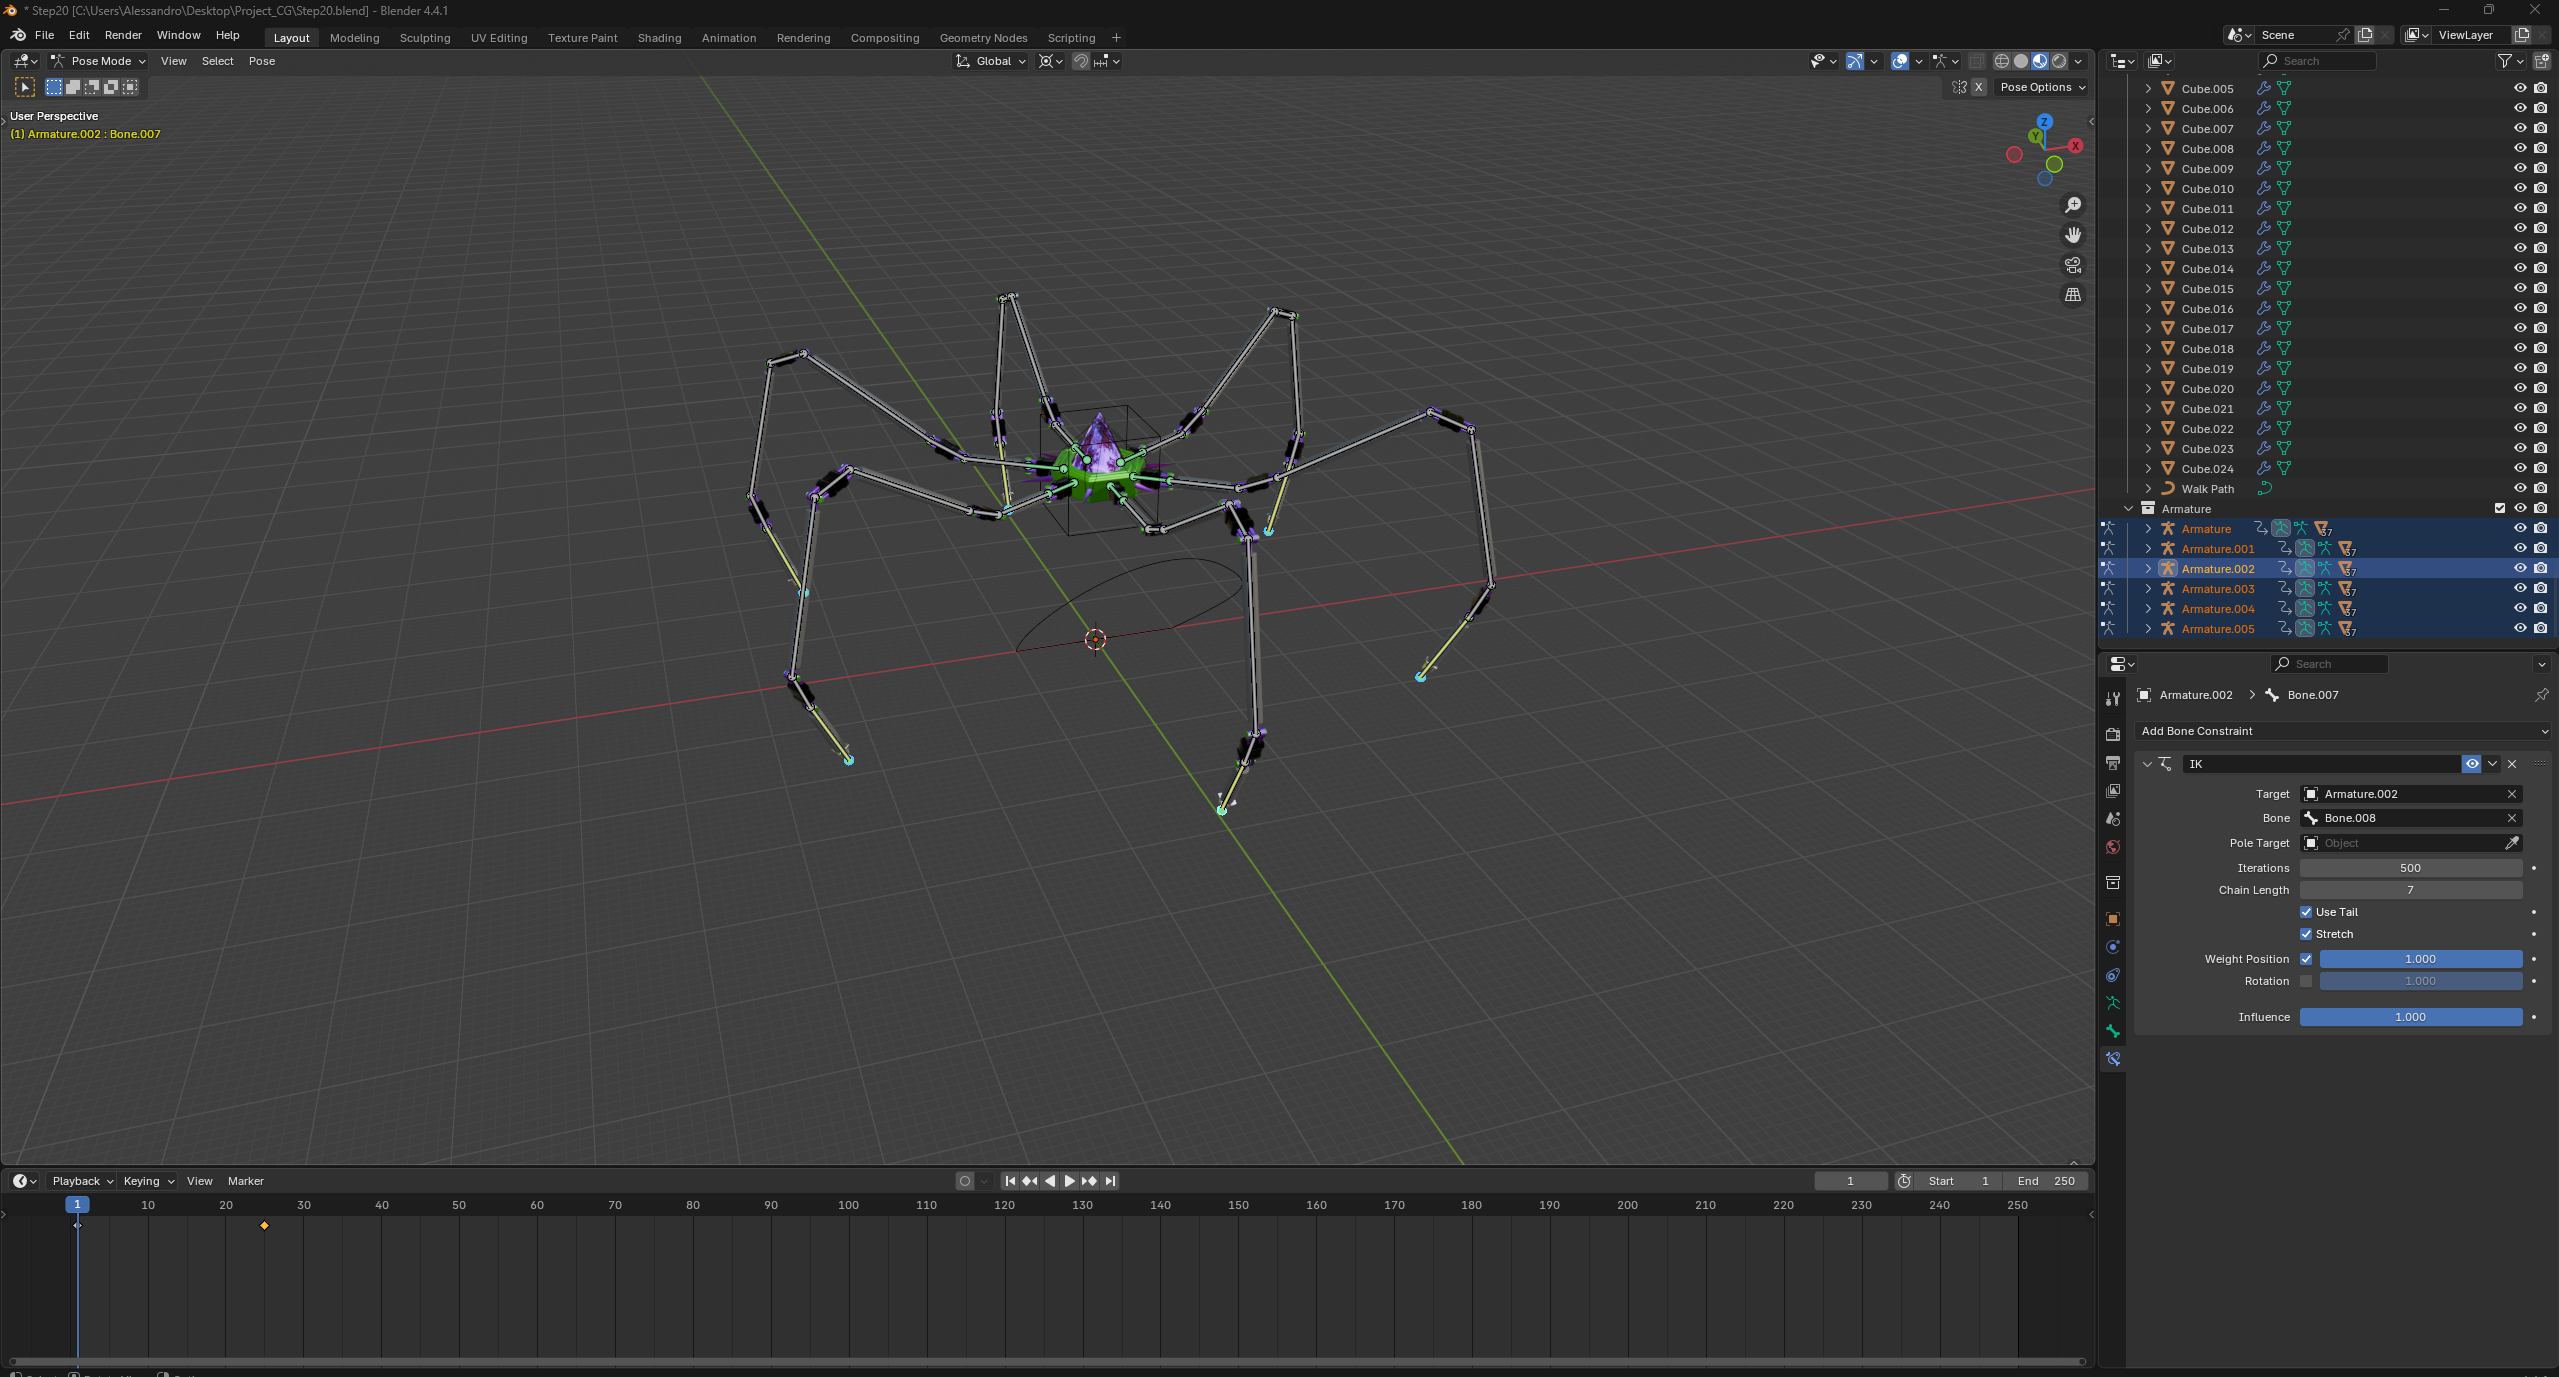 * Step20 [C:\Users\Alessandro\Desktop\Project_CG\Step20.blend] - Blender 4.4.1
File Edit Render Window Help Layout Modeling Sculpting UV Editing Texture Paint Shading Animation Rendering Compositing Geometry Nodes Scripting + Scene ViewLayer
Pose Mode View Select Pose Global Search
X Pose Options
User Perspective
(1) Armature.002 : Bone.007
Z
Y
X
Cube.005
Cube.006
Cube.007
Cube.008
Cube.009
Cube.010
Cube.011
Cube.012
Cube.013
Cube.014
Cube.015
Cube.016
Cube.017
Cube.018
Cube.019
Cube.020
Cube.021
Cube.022
Cube.023
Cube.024
Walk Path
Armature
Armature 37
Armature.001 37
Armature.002 37
Armature.003 37
Armature.004 37
Armature.005 37
Search
Armature.002 > Bone.007
Add Bone Constraint
IK
Target Armature.002
Bone Bone.008
Pole Target Object
Iterations 500
Chain Length 7
Use Tail
Stretch
Weight Position 1.000
Rotation 1.000
Influence 1.000
Playback Keying View Marker 1 Start 1 End 250
1 10 20 30 40 50 60 70 80 90 100 110 120 130 140 150 160 170 180 190 200 210 220 230 240 250